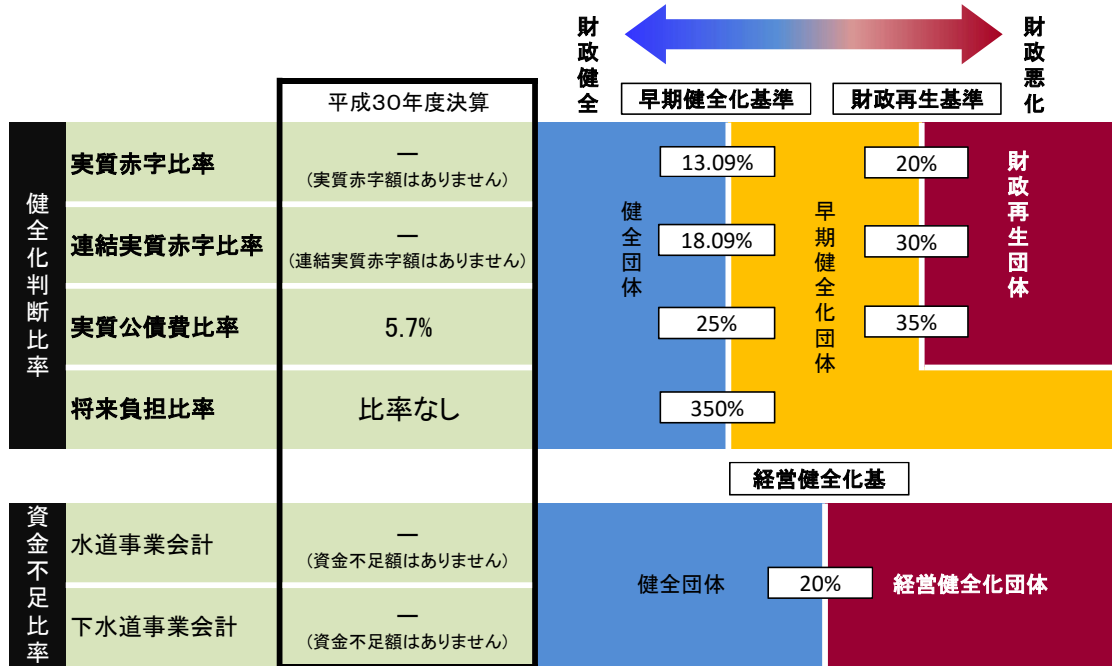 財政健全
財政悪化
平成30年度決算
早期健全化基準
財政再生基準
健全化判断比率
実質赤字比率
―
(実質赤字額はありません)
13.09%
20%
連結実質赤字比率
―
(連結実質赤字額はありません)
18.09%
30%
実質公債費比率
5.7%
25%
35%
将来負担比率
比率なし
350%
健全団体
早期健全化団体
財政再生団体
経営健全化基
資金不足比率
水道事業会計
―
(資金不足額はありません)
下水道事業会計
―
(資金不足額はありません)
健全団体
20%
経営健全化団体